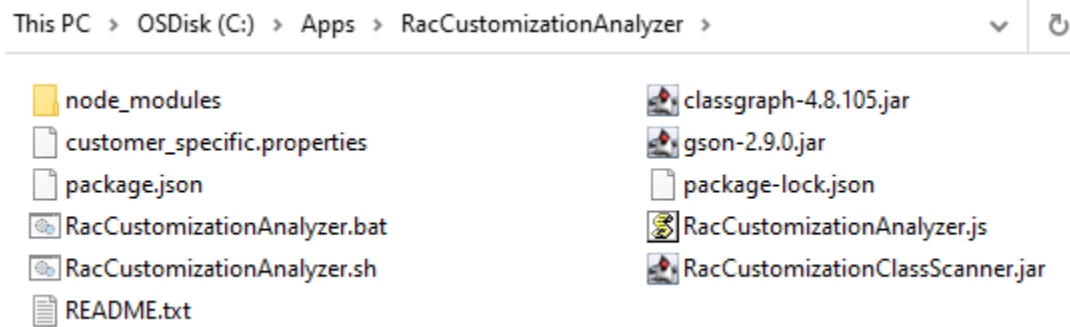 This PC > OSDisk (C:) > Apps > RacCustomizationAnalyzer >
node_modules
classgraph-4.8.105.jar
customer_specific.properties
gson-2.9.0.jar
package.json
package-lock.json
RacCustomizationAnalyzer.bat
RacCustomizationAnalyzer.js
RacCustomizationAnalyzer.sh
RacCustomizationClassScanner.jar
README.txt